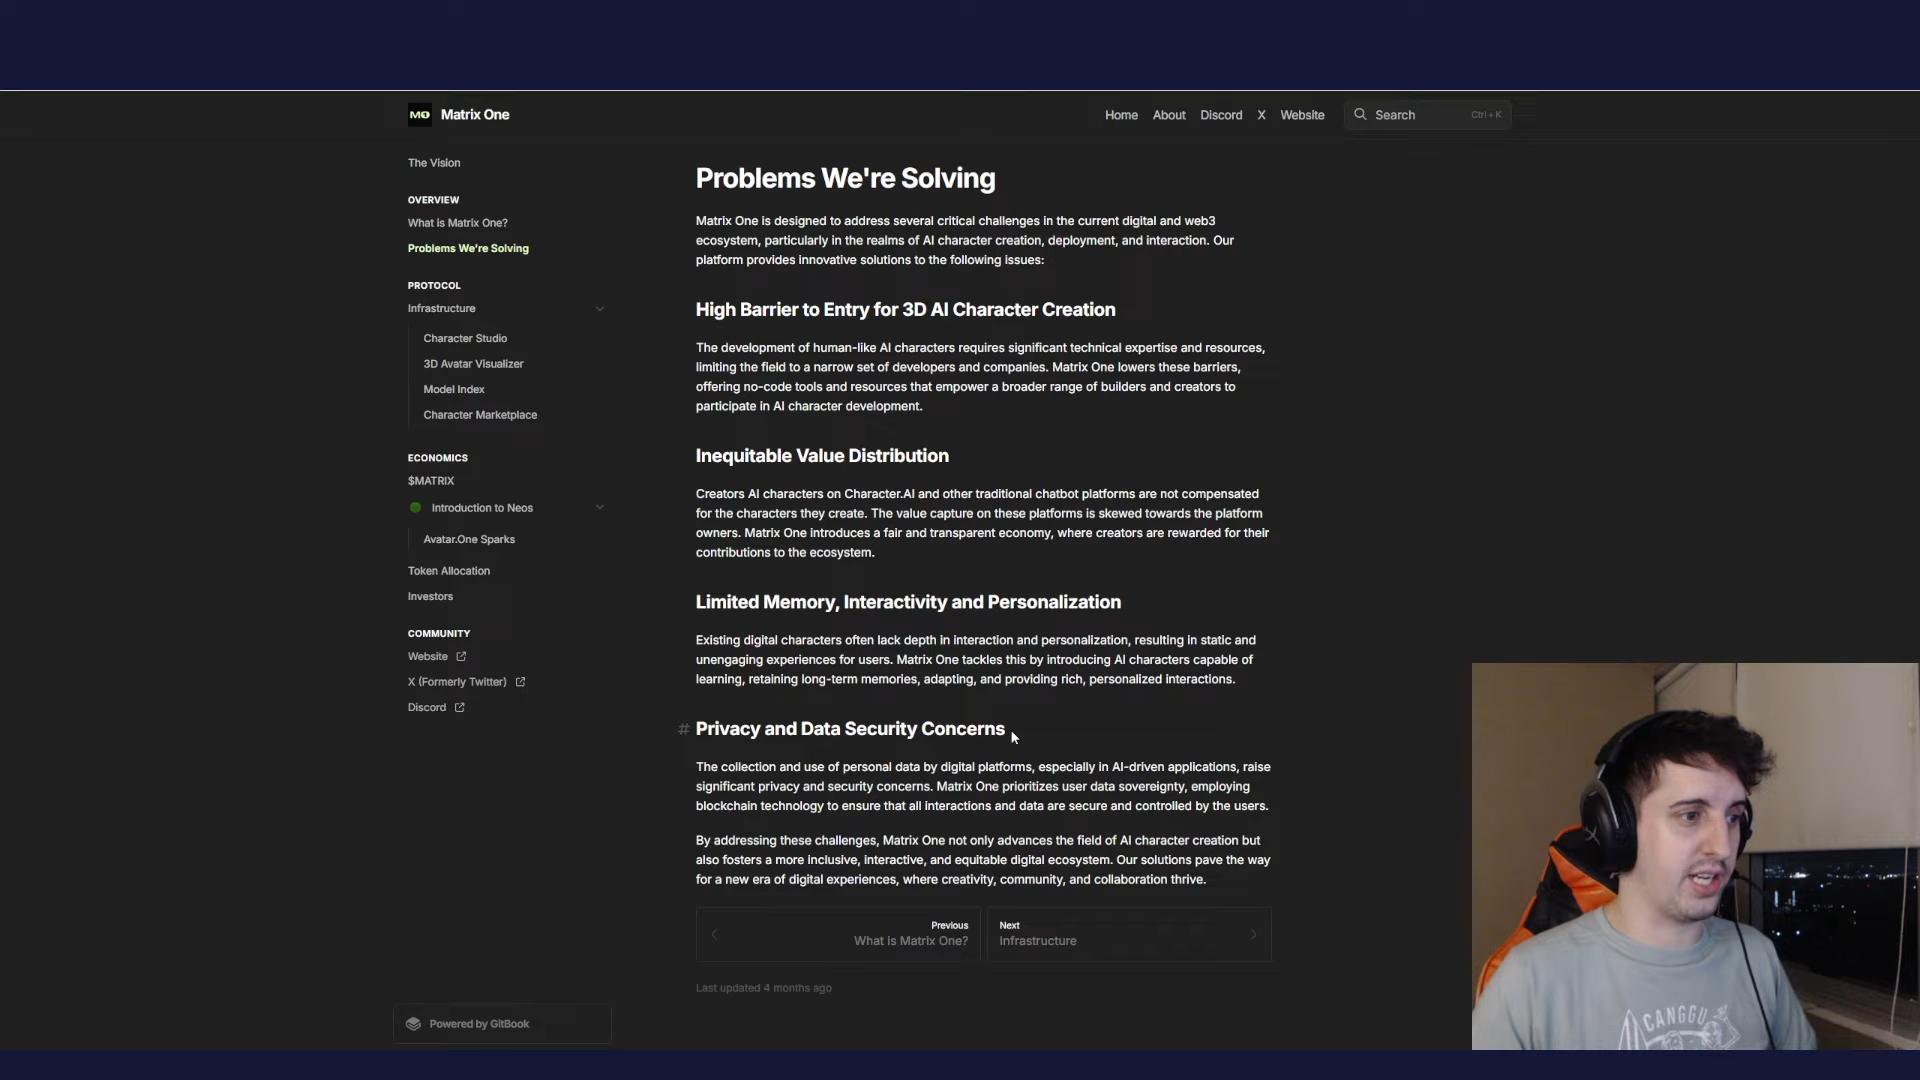 MO Matrix One
Home About Discord X Website Search Ctrl + K
The Vision
OVERVIEW
What is Matrix One?
Problems We're Solving
PROTOCOL
Infrastructure
Character Studio
3D Avatar Visualizer
Model Index
Character Marketplace
ECONOMICS
$MATRIX
Introduction to Neos
Avatar.One Sparks
Token Allocation
Investors
COMMUNITY
Website
X (Formerly Twitter)
Discord
Powered by GitBook
Problems We're Solving
Matrix One is designed to address several critical challenges in the current digital and web3
ecosystem, particularly in the realms of AI character creation, deployment, and interaction. Our
platform provides innovative solutions to the following issues:
High Barrier to Entry for 3D AI Character Creation
The development of human-like AI characters requires significant technical expertise and resources,
limiting the field to a narrow set of developers and companies. Matrix One lowers these barriers,
offering no-code tools and resources that empower a broader range of builders and creators to
participate in AI character development.
Inequitable Value Distribution
Creators AI characters on Character.AI and other traditional chatbot platforms are not compensated
for the characters they create. The value capture on these platforms is skewed towards the platform
owners. Matrix One introduces a fair and transparent economy, where creators are rewarded for their
contributions to the ecosystem.
Limited Memory, Interactivity and Personalization
Existing digital characters often lack depth in interaction and personalization, resulting in static and
unengaging experiences for users. Matrix One tackles this by introducing AI characters capable of
learning, retaining long-term memories, adapting, and providing rich, personalized interactions.
# Privacy and Data Security Concerns
The collection and use of personal data by digital platforms, especially in AI-driven applications, raise
significant privacy and security concerns. Matrix One prioritizes user data sovereignty, employing
blockchain technology to ensure that all interactions and data are secure and controlled by the users.
By addressing these challenges, Matrix One not only advances the field of AI character creation but
also fosters a more inclusive, interactive, and equitable digital ecosystem. Our solutions pave the way
for a new era of digital experiences, where creativity, community, and collaboration thrive.
Previous
What is Matrix One?
Next
Infrastructure
Last updated 4 months ago
CANGGU